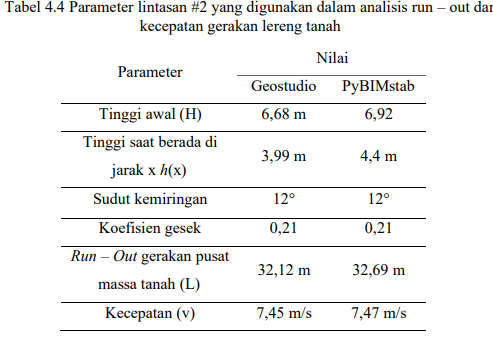 Tabel 4.4 Parameter lintasan #2 yang digunakan dalam analisis run – out dan
kecepatan gerakan lereng tanah
Parameter Nilai
Geostudio PyBIMstab
Tinggi awal (H) 6,68 m 6,92
Tinggi saat berada di
jarak x h(x) 3,99 m 4,4 m
Sudut kemiringan 12° 12°
Koefisien gesek 0,21 0,21
Run – Out gerakan pusat
massa tanah (L) 32,12 m 32,69 m
Kecepatan (v) 7,45 m/s 7,47 m/s